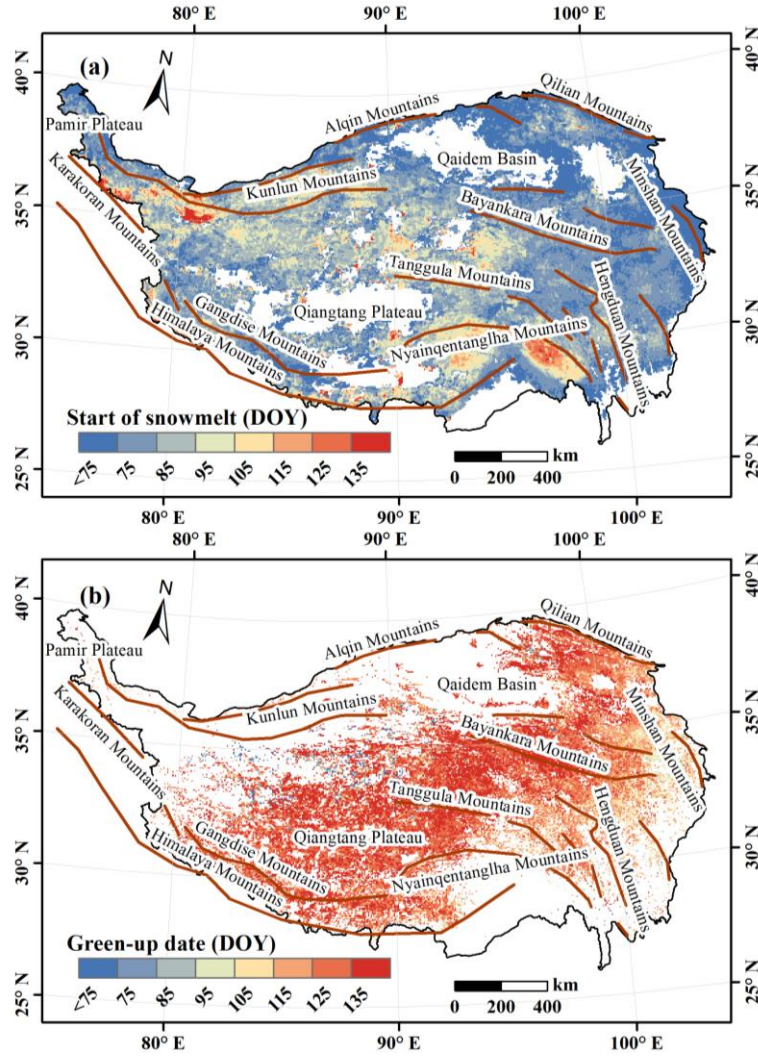 80° E 90° E 100° E
(a)
N
40° N
40° N
Pamir Plateau
Alqin Mountains
Qilian Mountains
Qaidem Basin
Karakoran Mountains
Kunlun Mountains
Minshan Mountains
35° N
35° N
Bayankara Mountains
Tanggula Mountains
Hengduan Mountains
Gangdise Mountains
Qiangtang Plateau
Himalaya Mountains
Nyainqentanglha Mountains
30° N
30° N
Start of snowmelt (DOY)
<75 75 85 95 105 115 125 135
km
0 200 400
25° N
25° N
80° E 90° E 100° E
80° E 90° E 100° E
(b)
N
40° N
40° N
Pamir Plateau
Alqin Mountains
Qilian Mountains
Qaidem Basin
Karakoran Mountains
Kunlun Mountains
Minshan Mountains
35° N
35° N
Bayankara Mountains
Tanggula Mountains
Hengduan Mountains
Gangdise Mountains
Qiangtang Plateau
Himalaya Mountains
Nyainqentanglha Mountains
30° N
30° N
Green-up date (DOY)
<75 75 85 95 105 115 125 135
km
0 200 400
25° N
25° N
80° E 90° E 100° E